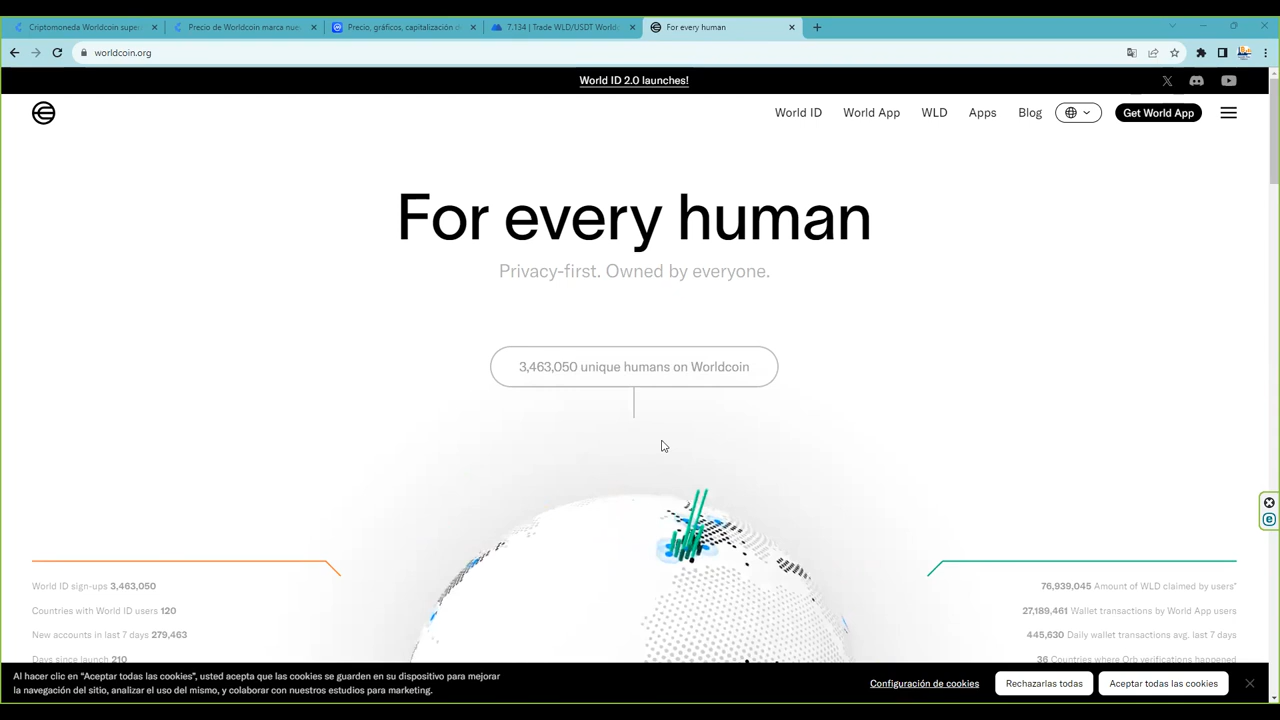 Criptomoneda Worldcoin super
Precio de Worldcoin marca nue
Precio, gráficos, capitalización d
7.134 | Trade WLD/USDT World
For every human
worldcoin.org
World ID 2.0 launches!
World ID
World App
WLD
Apps
Blog
Get World App
For every human
Privacy-first. Owned by everyone.
3,463,050 unique humans on Worldcoin
World ID sign-ups 3,463,050
Countries with World ID users 120
New accounts in last 7 days 279,463
Days since launch 210
76,939,045 Amount of WLD claimed by users*
27,189,461 Wallet transactions by World App users
445,630 Daily wallet transactions avg. last 7 days
36 Countries where Orb verifications happened
Al hacer clic en “Aceptar todas las cookies”, usted acepta que las cookies se guarden en su dispositivo para mejorar
la navegación del sitio, analizar el uso del mismo, y colaborar con nuestros estudios para marketing.
Configuración de cookies
Rechazarlas todas
Aceptar todas las cookies